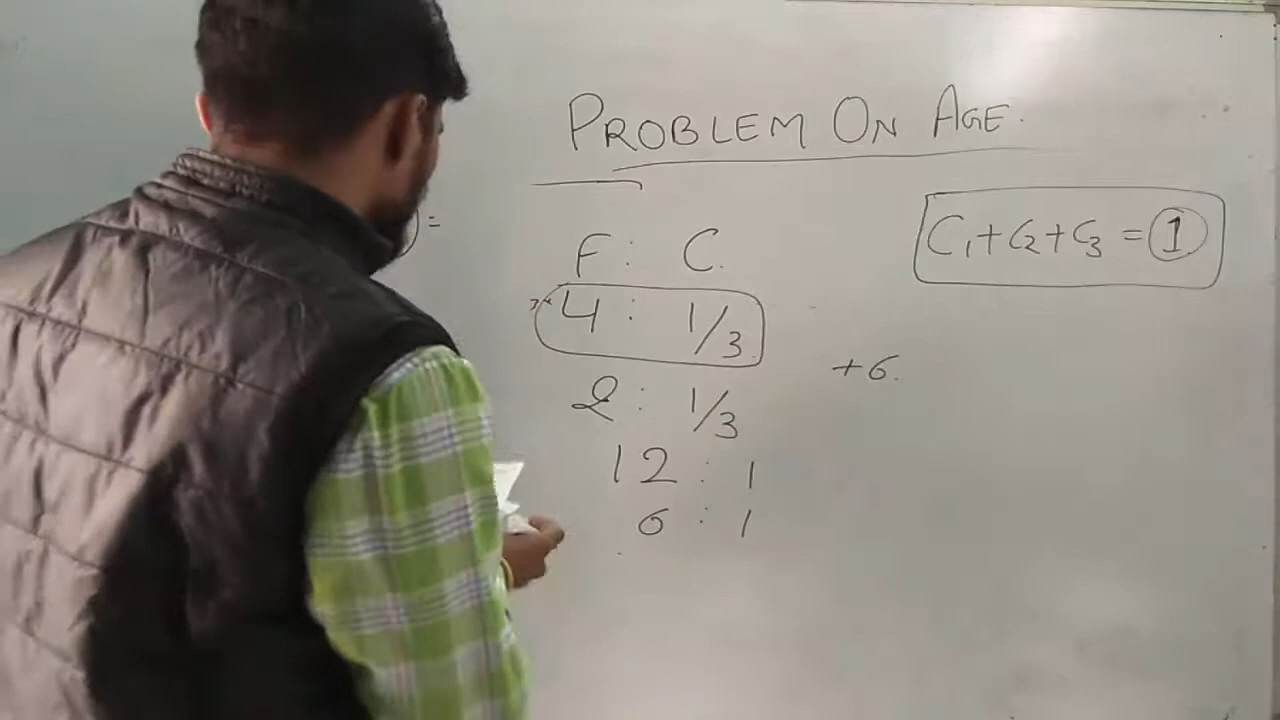 PROBLEM ON AGE.
) =
F : C.
C1 + C2 + C3 = 1
4 : 1/3
+6.
2 : 1/3
12 : 1
6 : 1